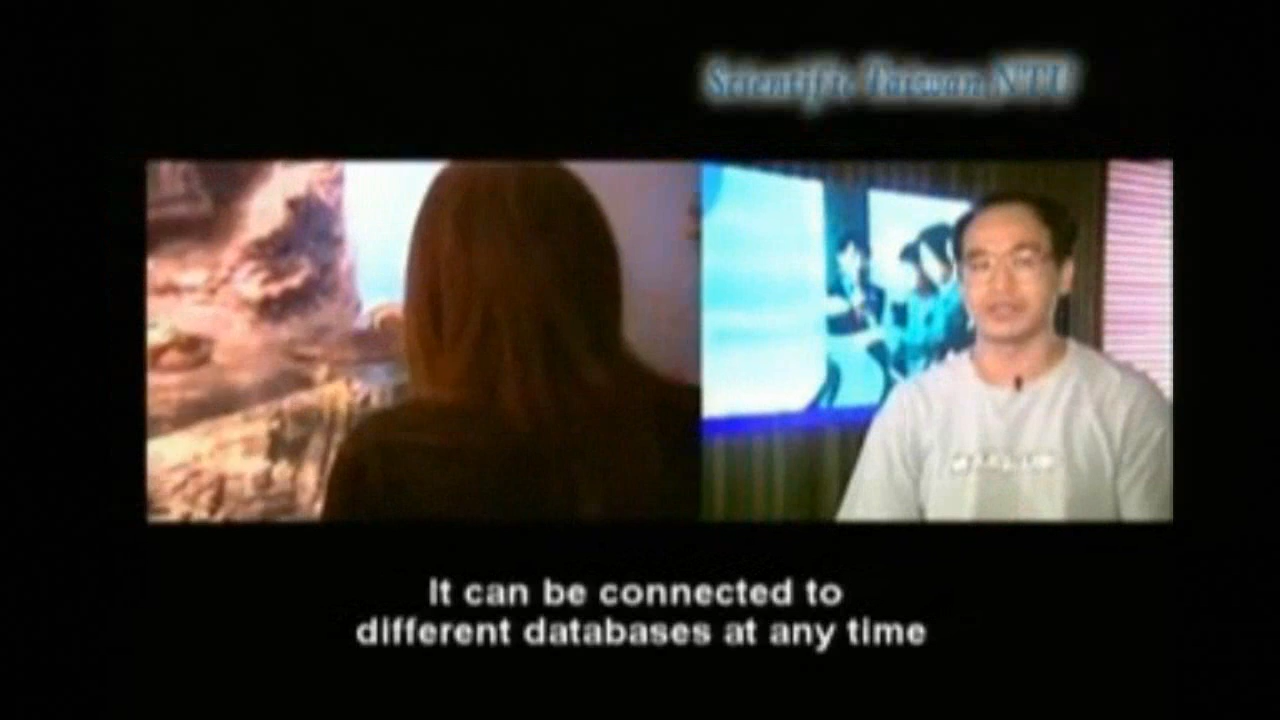 Scientific Taiwan NTU
It can be connected to
different databases at any time